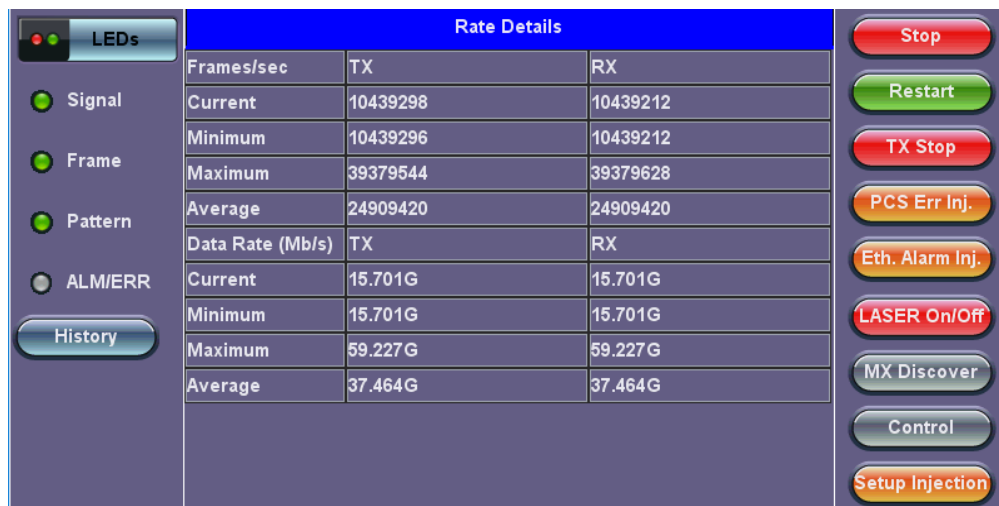 LEDs
Signal
Frame
Pattern
ALM/ERR
History
Rate Details
Frames/sec TX RX
Current 10439298 10439212
Minimum 10439296 10439212
Maximum 39379544 39379628
Average 24909420 24909420
Data Rate (Mb/s) TX RX
Current 15.701G 15.701G
Minimum 15.701G 15.701G
Maximum 59.227G 59.227G
Average 37.464G 37.464G
Stop
Restart
TX Stop
PCS Err Inj.
Eth. Alarm Inj.
LASER On/Off
MX Discover
Control
Setup Injection